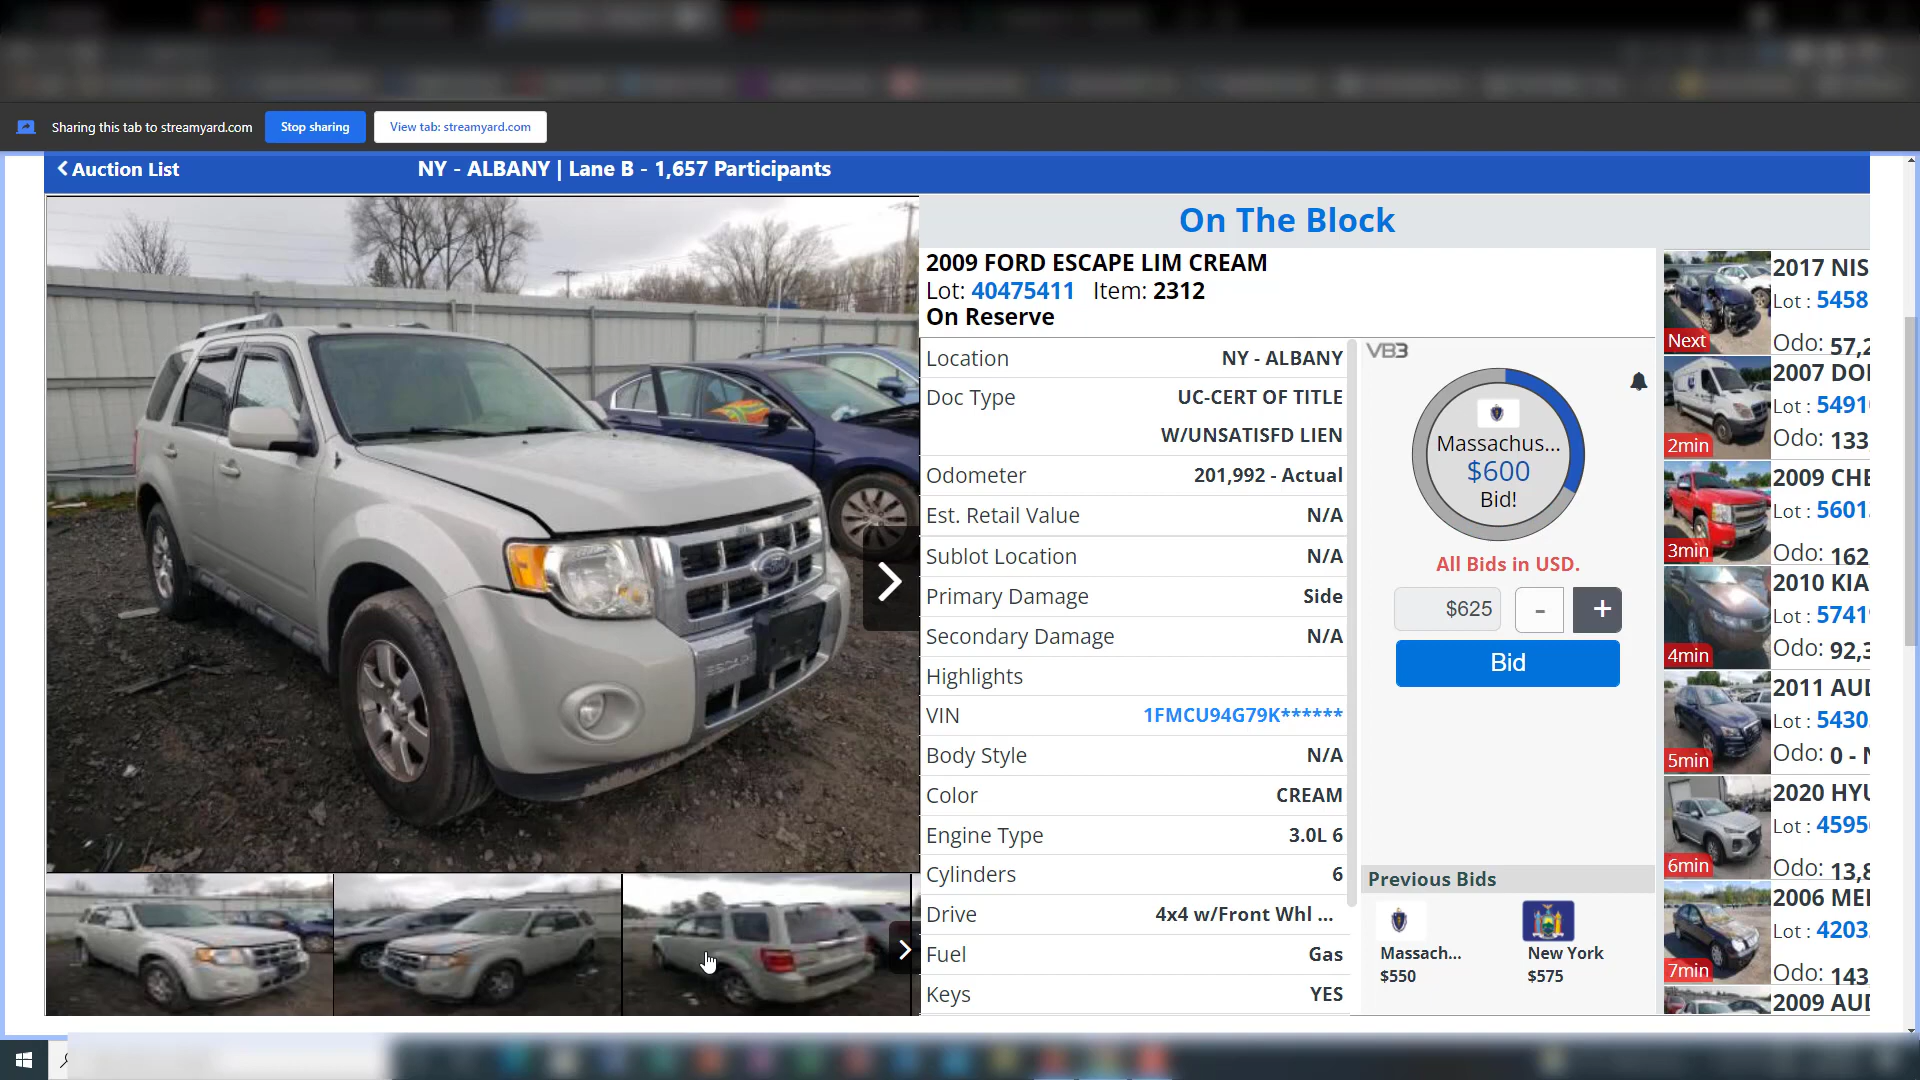 Sharing this tab to streamyard.com
Stop sharing
View tab: streamyard.com
Auction List
NY - ALBANY | Lane B - 1,657 Participants
On The Block
2009 FORD ESCAPE LIM CREAM
Lot: 40475411 Item: 2312
On Reserve
Location NY - ALBANY
Doc Type UC-CERT OF TITLE
W/UNSATISFD LIEN
Odometer 201,992 - Actual
Est. Retail Value N/A
Sublot Location N/A
Primary Damage Side
Secondary Damage N/A
Highlights
VIN 1FMCU94G79K******
Body Style N/A
Color CREAM
Engine Type 3.0L 6
Cylinders 6
Drive 4x4 w/Front Whl ...
Fuel Gas
Keys YES
VB3
Massachus...
$600
Bid!
All Bids in USD.
$625
-
+
Bid
Previous Bids
Massach...
$550
New York
$575
2017 NIS
Lot : 5458
Next
Odo: 57,2
2007 DO
Lot : 5491
2min
Odo: 133
2009 CHE
Lot : 5601
3min
Odo: 162
2010 KIA
Lot : 5741
4min
Odo: 92,3
2011 AUD
Lot : 5430
5min
Odo: 0 - N
2020 HYU
Lot : 4595
6min
Odo: 13,8
2006 MER
Lot : 4203
7min
Odo: 143
2009 AUD